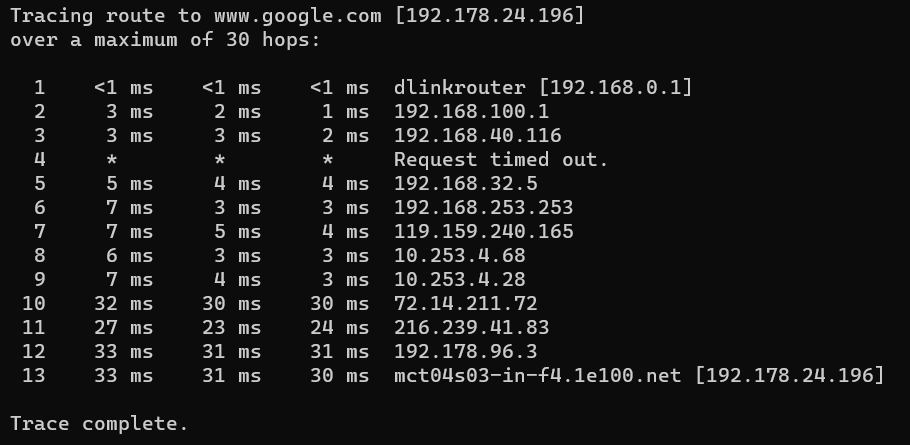 Tracing route to www.google.com [192.178.24.196]
over a maximum of 30 hops:

  1    <1 ms    <1 ms    <1 ms  dlinkrouter [192.168.0.1]
  2     3 ms     2 ms     1 ms  192.168.100.1
  3     3 ms     3 ms     2 ms  192.168.40.116
  4     *        *        *     Request timed out.
  5     5 ms     4 ms     4 ms  192.168.32.5
  6     7 ms     3 ms     3 ms  192.168.253.253
  7     7 ms     5 ms     4 ms  119.159.240.165
  8     6 ms     3 ms     3 ms  10.253.4.68
  9     7 ms     4 ms     3 ms  10.253.4.28
 10    32 ms    30 ms    30 ms  72.14.211.72
 11    27 ms    23 ms    24 ms  216.239.41.83
 12    33 ms    31 ms    31 ms  192.178.96.3
 13    33 ms    31 ms    30 ms  mct04s03-in-f4.1e100.net [192.178.24.196]

Trace complete.